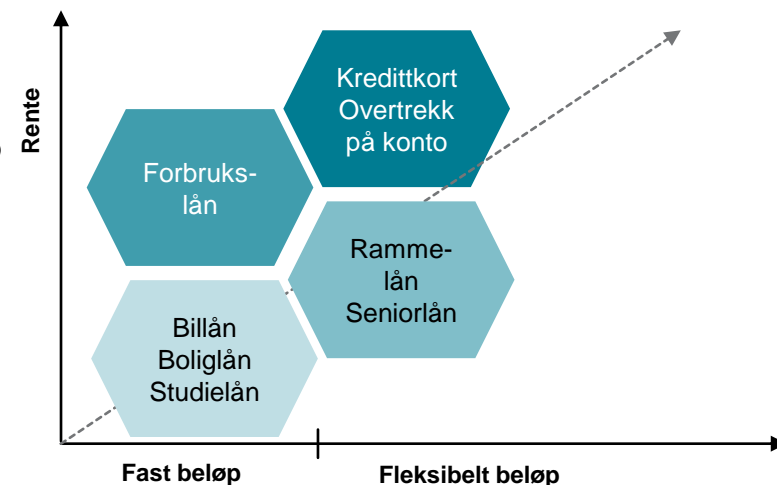 Rente
Kredittkort
Overtrekk
på konto
Forbruks-
lån
Ramme-
lån
Seniorlån
Billån
Boliglån
Studielån
Fast beløp
Fleksibelt beløp